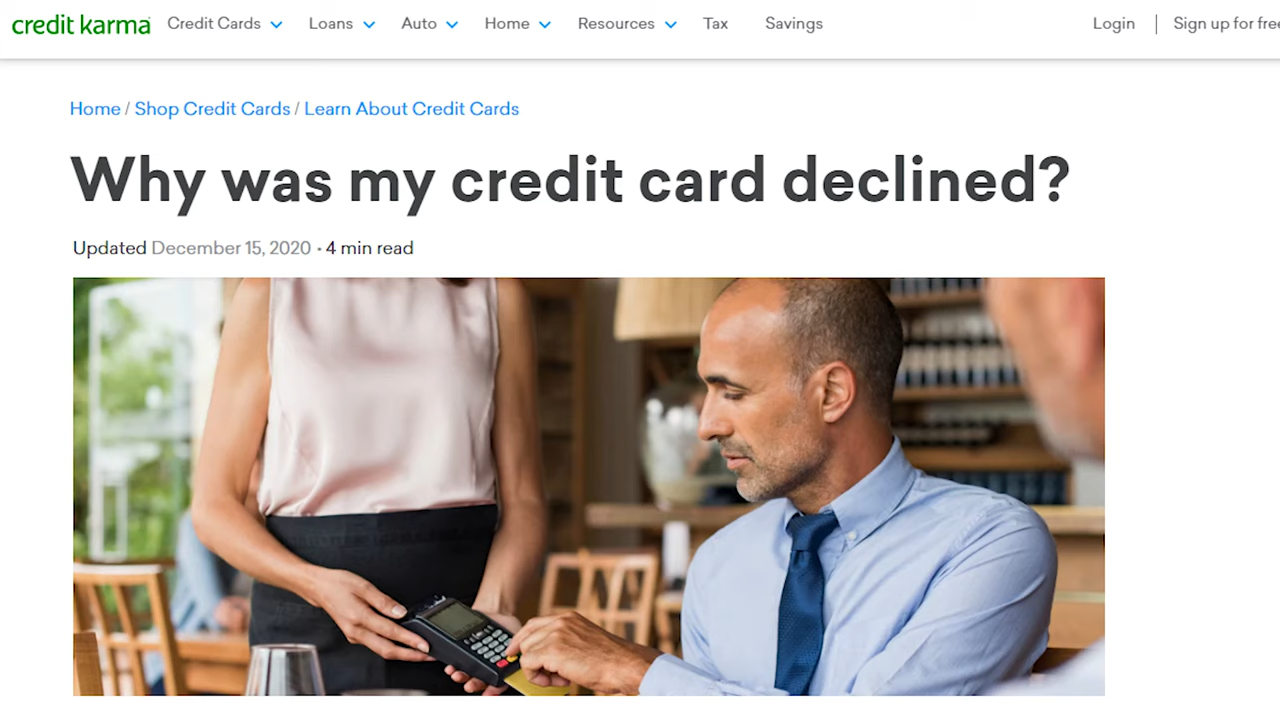 credit karma Credit Cards Loans Auto Home Resources Tax Savings Login | Sign up for free
Home / Shop Credit Cards / Learn About Credit Cards
Why was my credit card declined?
Updated December 15, 2020 • 4 min read